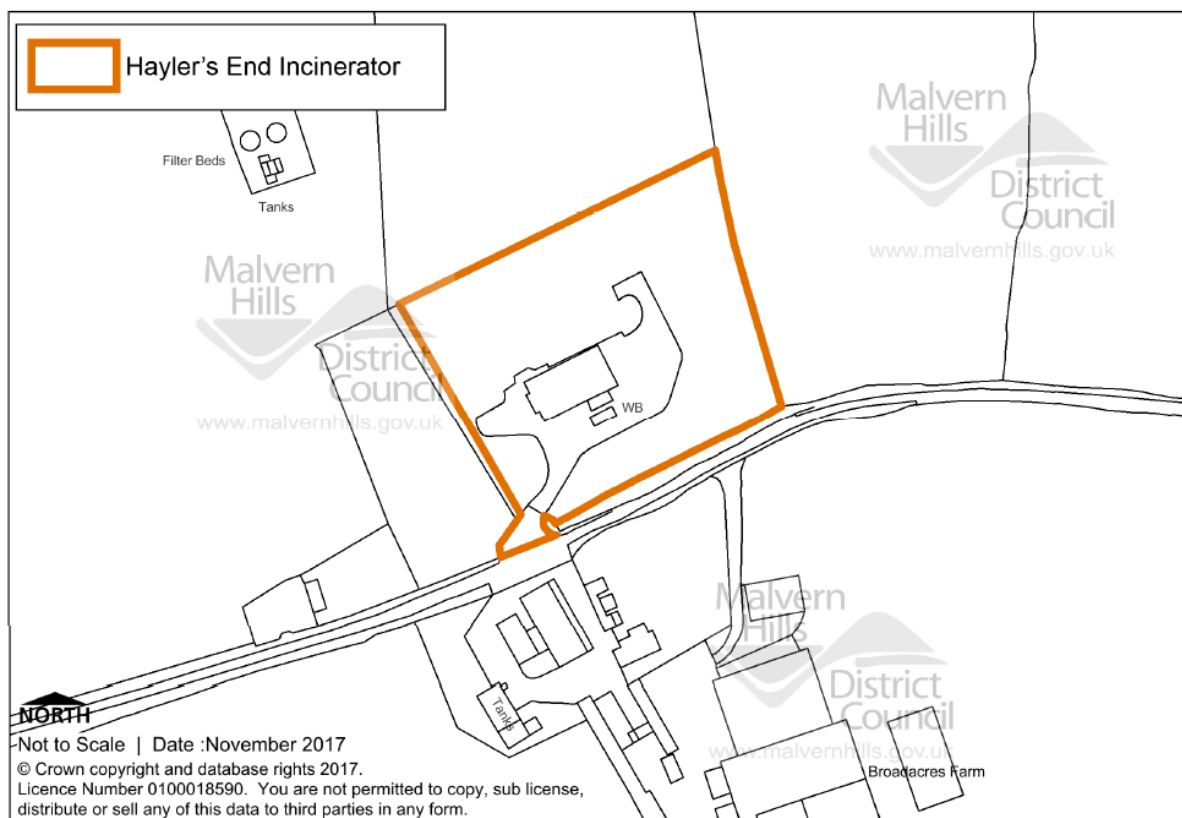 Hayler's End Incinerator
Filter Beds
Tanks
Malvern
Hills
District
Council
www.malvernhills.gov.uk
Malvern
Hills
District
Council
www.malvernhills.gov.uk
WB
Malvern
Hills
District
Council
www.malvernhills.gov.uk
Tanks
Broadacres Farm
NORTH
Not to Scale | Date :November 2017
© Crown copyright and database rights 2017.
Licence Number 0100018590. You are not permitted to copy, sub license,
distribute or sell any of this data to third parties in any form.